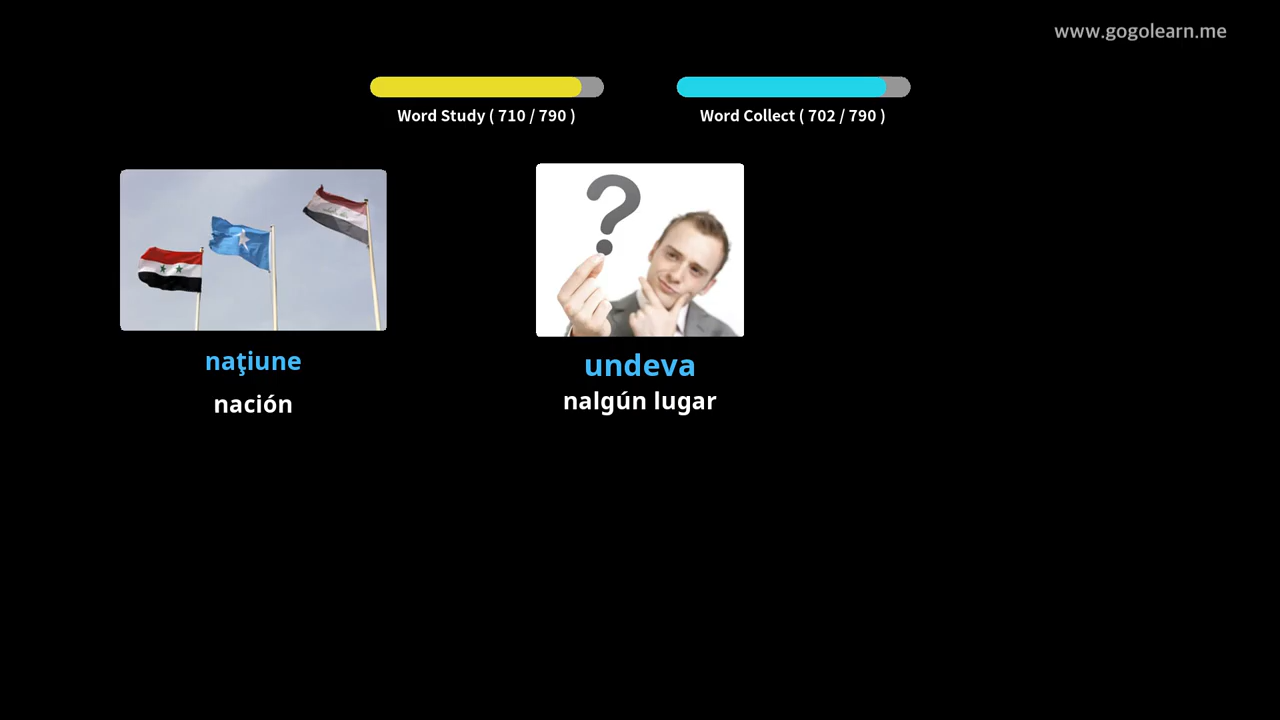 www.gogolearn.me
Word Study ( 710 / 790 )
Word Collect ( 702 / 790 )
naţiune
nación
undeva
nalgún lugar